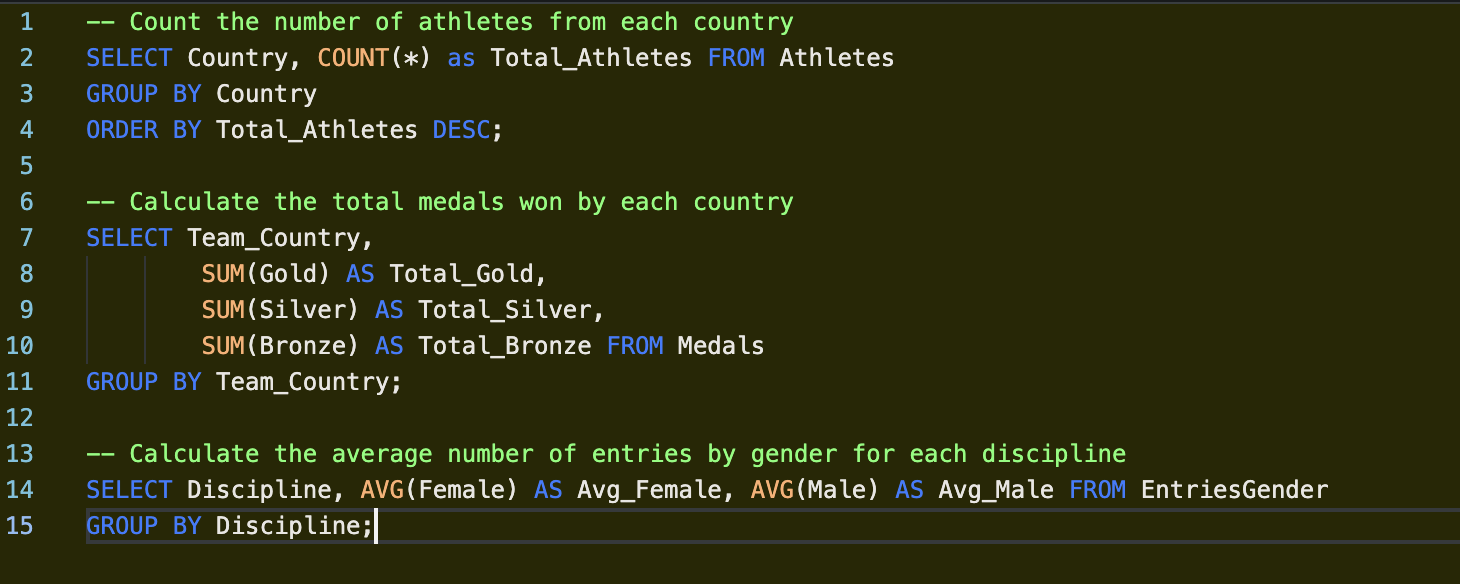 1 -- Count the number of athletes from each country
2 SELECT Country, COUNT(*) as Total_Athletes FROM Athletes
3 GROUP BY Country
4 ORDER BY Total_Athletes DESC;
5
6 -- Calculate the total medals won by each country
7 SELECT Team_Country,
8         SUM(Gold) AS Total_Gold,
9         SUM(Silver) AS Total_Silver,
10         SUM(Bronze) AS Total_Bronze FROM Medals
11 GROUP BY Team_Country;
12
13 -- Calculate the average number of entries by gender for each discipline
14 SELECT Discipline, AVG(Female) AS Avg_Female, AVG(Male) AS Avg_Male FROM EntriesGender
15 GROUP BY Discipline;